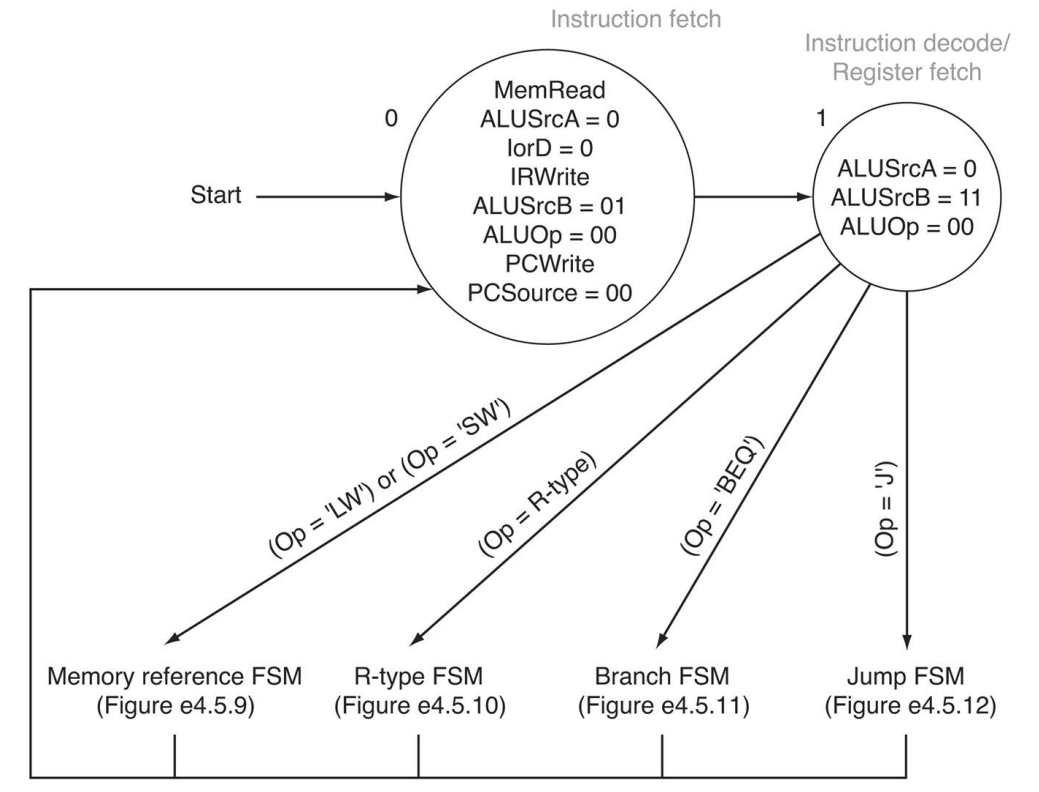 Instruction fetch
Instruction decode/
Register fetch
0
MemRead
ALUSrcA = 0
IorD = 0
IRWrite
ALUSrcB = 01
ALUOp = 00
PCWrite
PCSource = 00
1
ALUSrcA = 0
ALUSrcB = 11
ALUOp = 00
Start
(Op = 'LW') or (Op = 'SW')
(Op = R-type)
(Op = 'BEQ')
(Op = 'J')
Memory reference FSM
(Figure e4.5.9)
R-type FSM
(Figure e4.5.10)
Branch FSM
(Figure e4.5.11)
Jump FSM
(Figure e4.5.12)